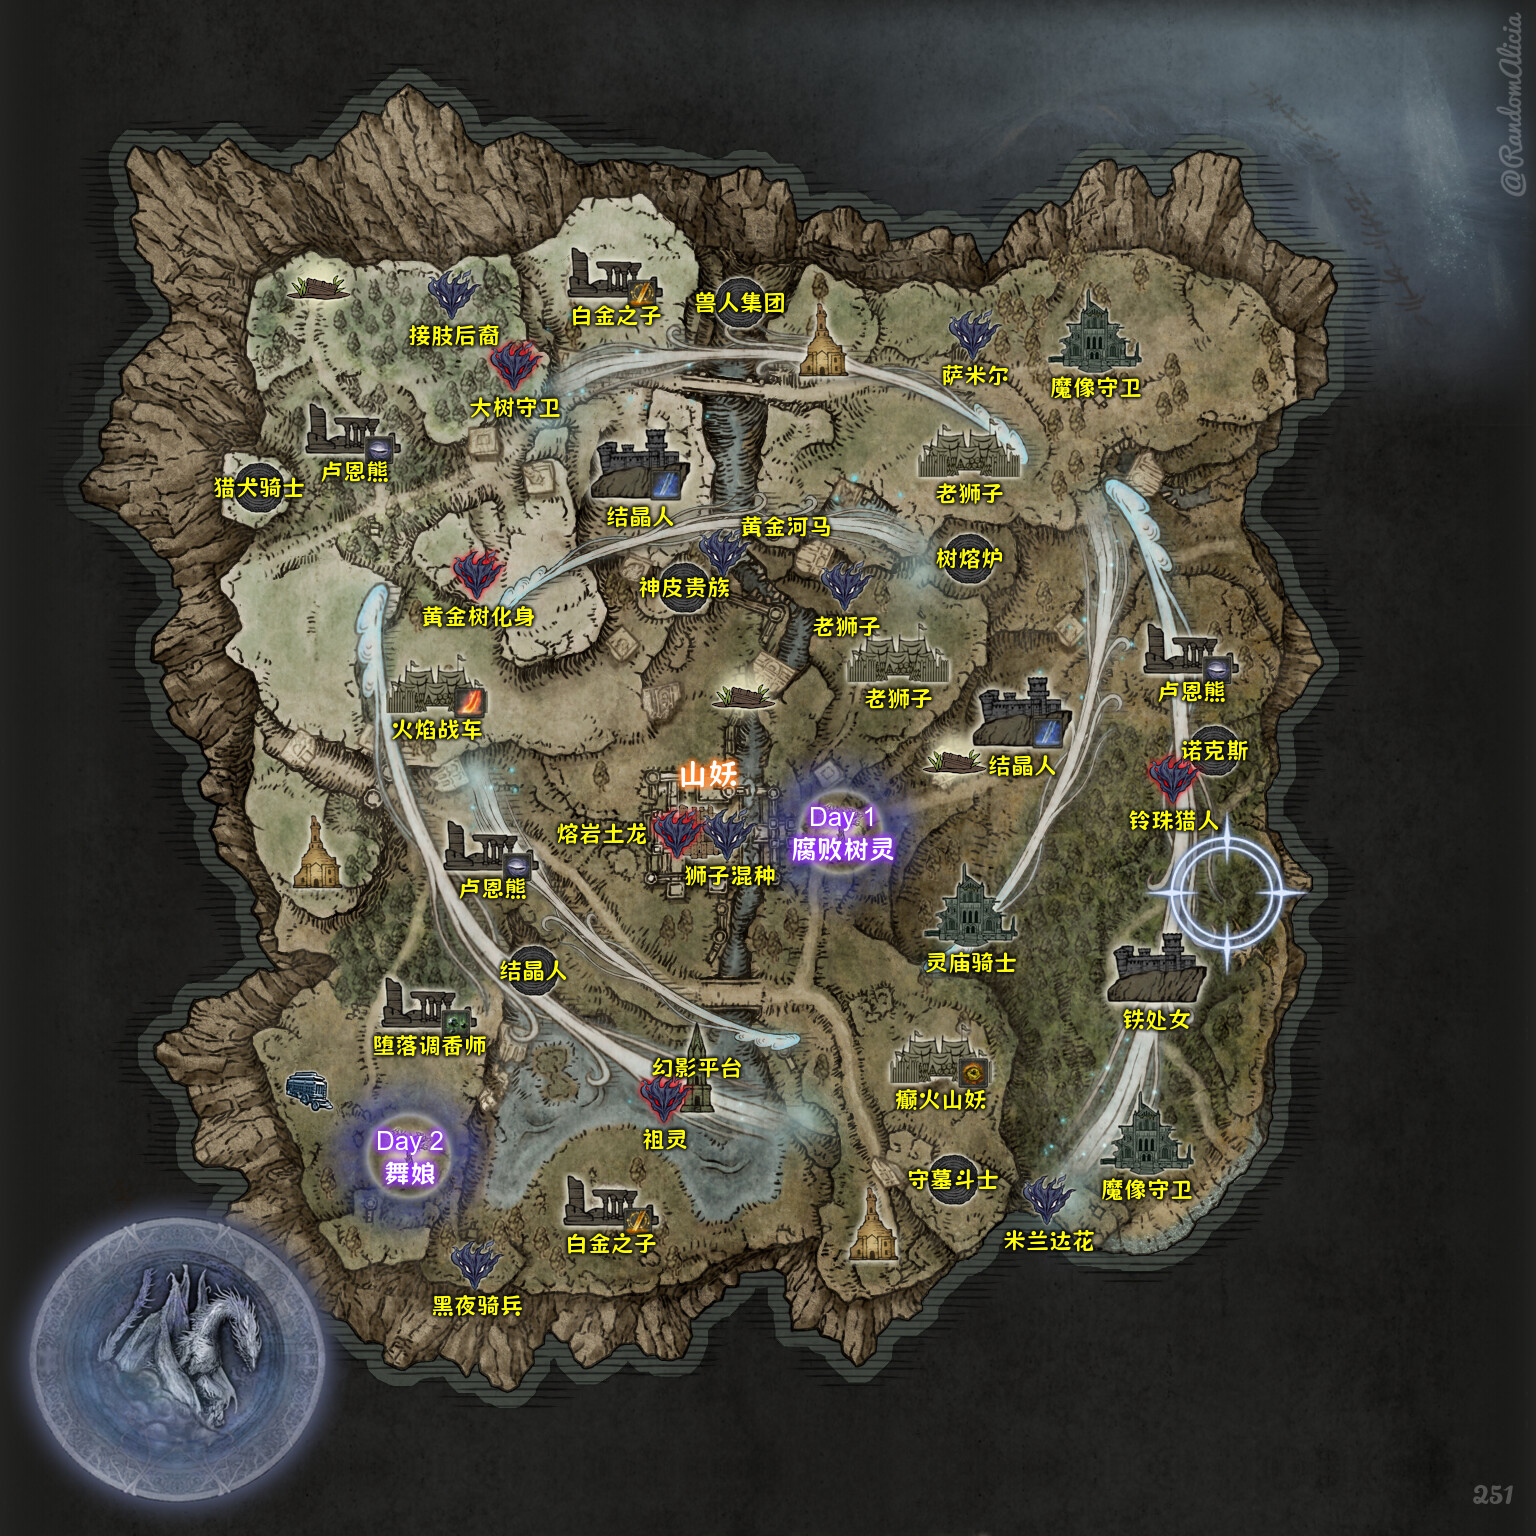 @RandomAlicia
白金之子
兽人集团
接肢后裔
萨米尔
魔像守卫
大树守卫
卢恩熊
猎犬骑士
老狮子
结晶人
黄金河马
树熔炉
神皮贵族
黄金树化身
老狮子
老狮子
卢恩熊
火焰战车
诺克斯
结晶人
山妖
铃珠猎人
Day 1
腐败树灵
熔岩土龙
狮子混种
卢恩熊
灵庙骑士
结晶人
铁处女
堕落调香师
幻影平台
癫火山妖
祖灵
Day 2
舞娘
守墓斗士
魔像守卫
米兰达花
白金之子
黑夜骑兵
251